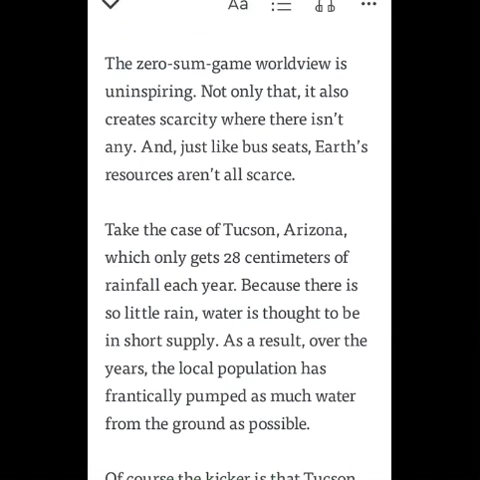 Aa
The zero-sum-game worldview is
uninspiring. Not only that, it also
creates scarcity where there isn't
any. And, just like bus seats, Earth's
resources aren't all scarce.
Take the case of Tucson, Arizona,
which only gets 28 centimeters of
rainfall each year. Because there is
so little rain, water is thought to be
in short supply. As a result, over the
years, the local population has
frantically pumped as much water
from the ground as possible.
Of course the kicker is that Tucson